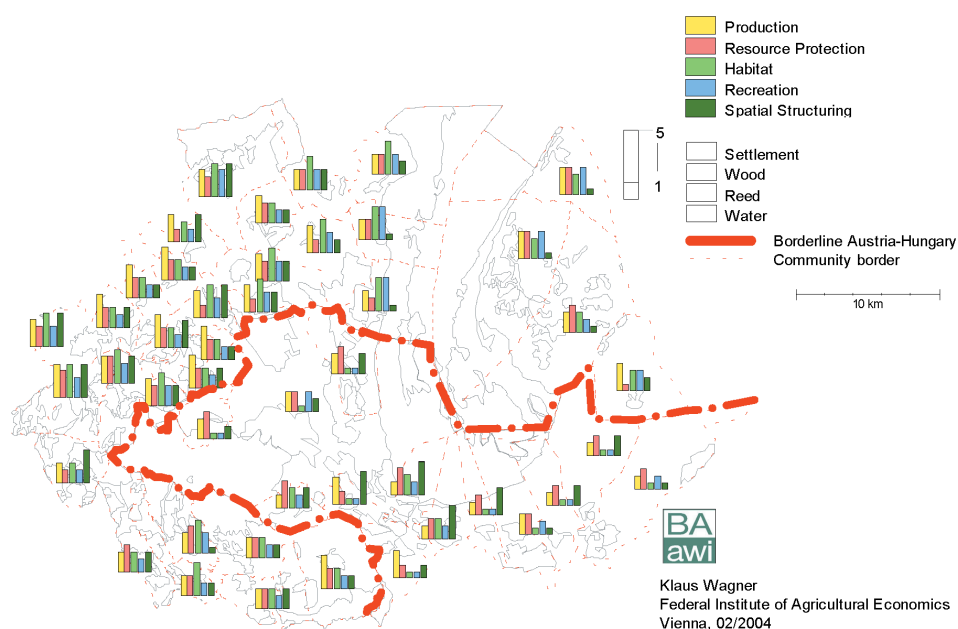 Production
Resource Protection
Habitat
Recreation
Spatial Structuring
5
1
Settlement
Wood
Reed
Water
Borderline Austria-Hungary
Community border
10 km
BA
awi
Klaus Wagner
Federal Institute of Agricultural Economics
Vienna, 02/2004